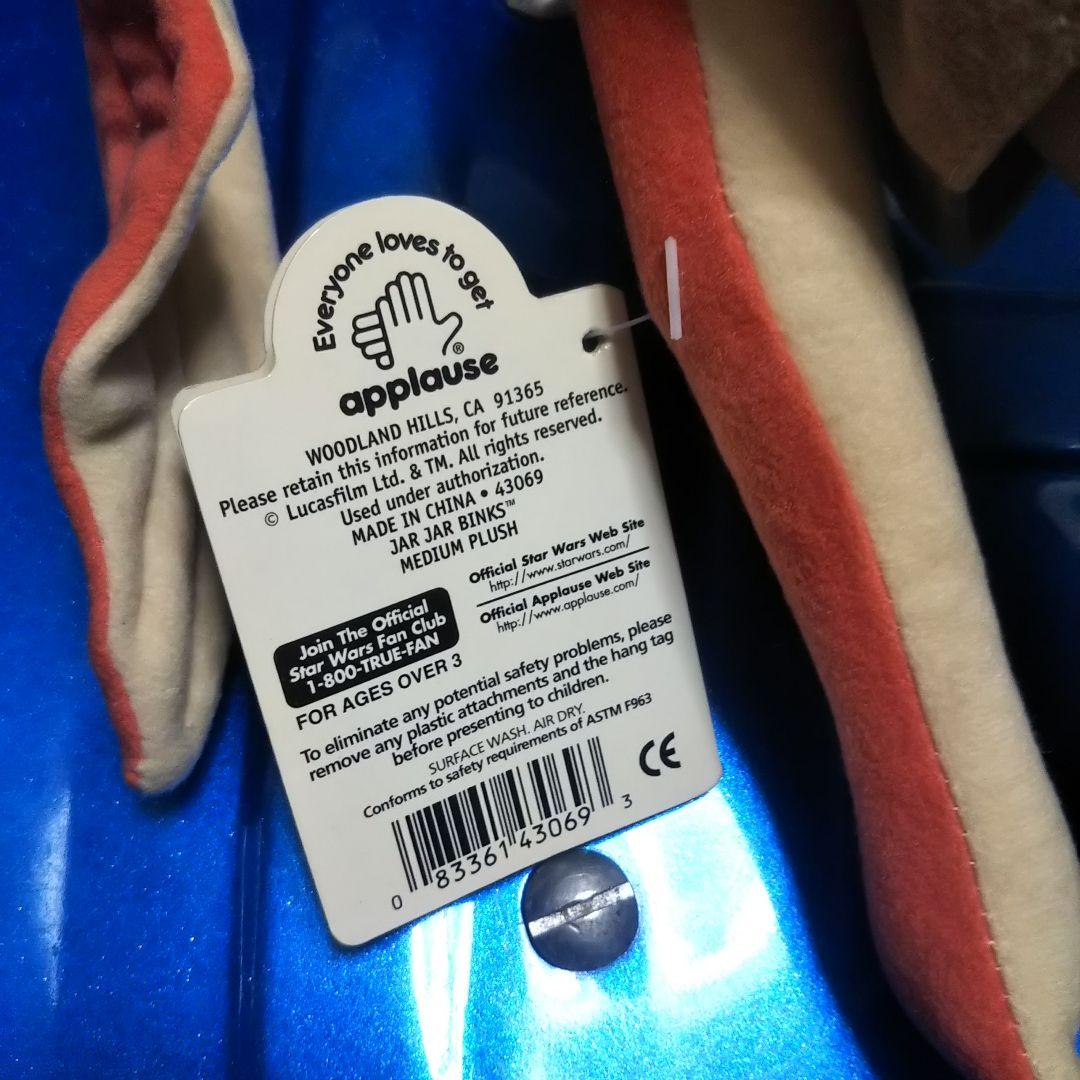 Everyone loves to get
®
applause
WOODLAND HILLS, CA 91365
Please retain this information for future reference.
© Lucasfilm Ltd. & TM. All rights reserved.
Used under authorization.
MADE IN CHINA • 43069
JAR JAR BINKS™
MEDIUM PLUSH
Official Star Wars Web Site
http://www.starwars.com/
Official Applause Web Site
http://www.applause.com/
Join The Official
Star Wars Fan Club
1-800-TRUE-FAN
FOR AGES OVER 3
To eliminate any potential safety problems, please
remove any plastic attachments and the hang tag
before presenting to children.
SURFACE WASH. AIR DRY.
Conforms to safety requirements of ASTM F963
CE
0 83361 43069 3